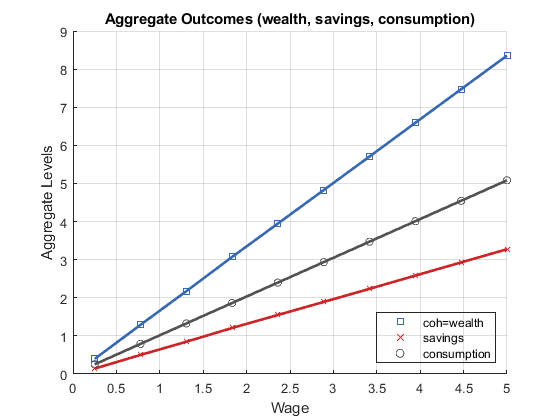 Aggregate Outcomes (wealth, savings, consumption)
9
8
7
6
5
4
3
2
1
0
Aggregate Levels
0 0.5 1 1.5 2 2.5 3 3.5 4 4.5 5
Wage
coh=wealth
savings
consumption